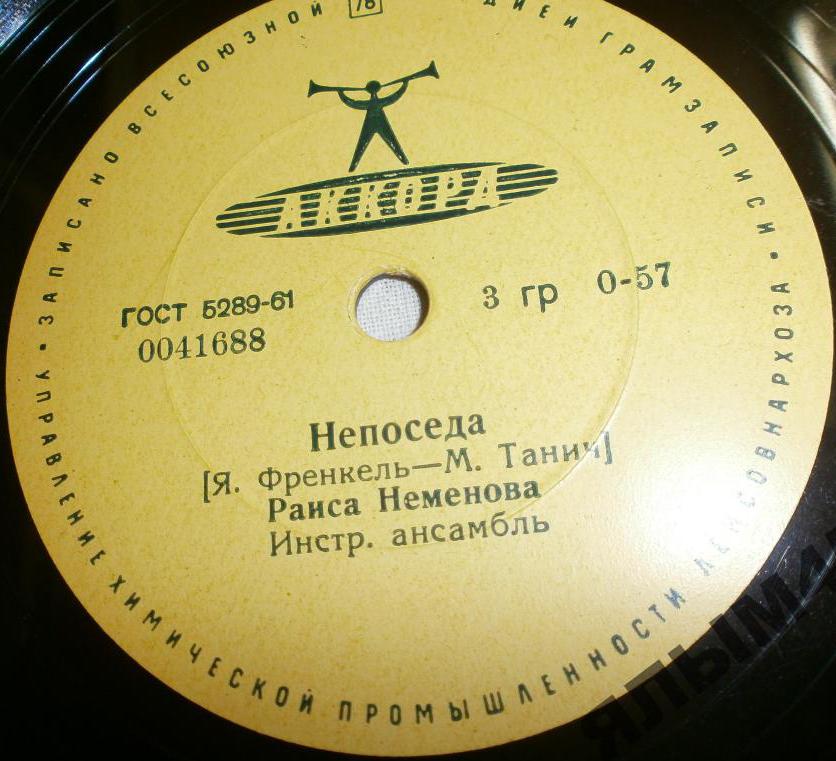 ЗАПИСАНО ВСЕСОЮЗНОЙ 78 ДИЕЙ ГРАМЗАПИСИ
АККОРД
ГОСТ 5289-61
3 гр 0-57
0041688
Непоседа
[Я. Френкель—М. Танич]
Раиса Неменова
Инстр. ансамбль
УПРАВЛЕНИЕ ХИМИЧЕСКОЙ ПРОМЫШЛЕННОСТИ ЛЕНСОВНАРХОЗА